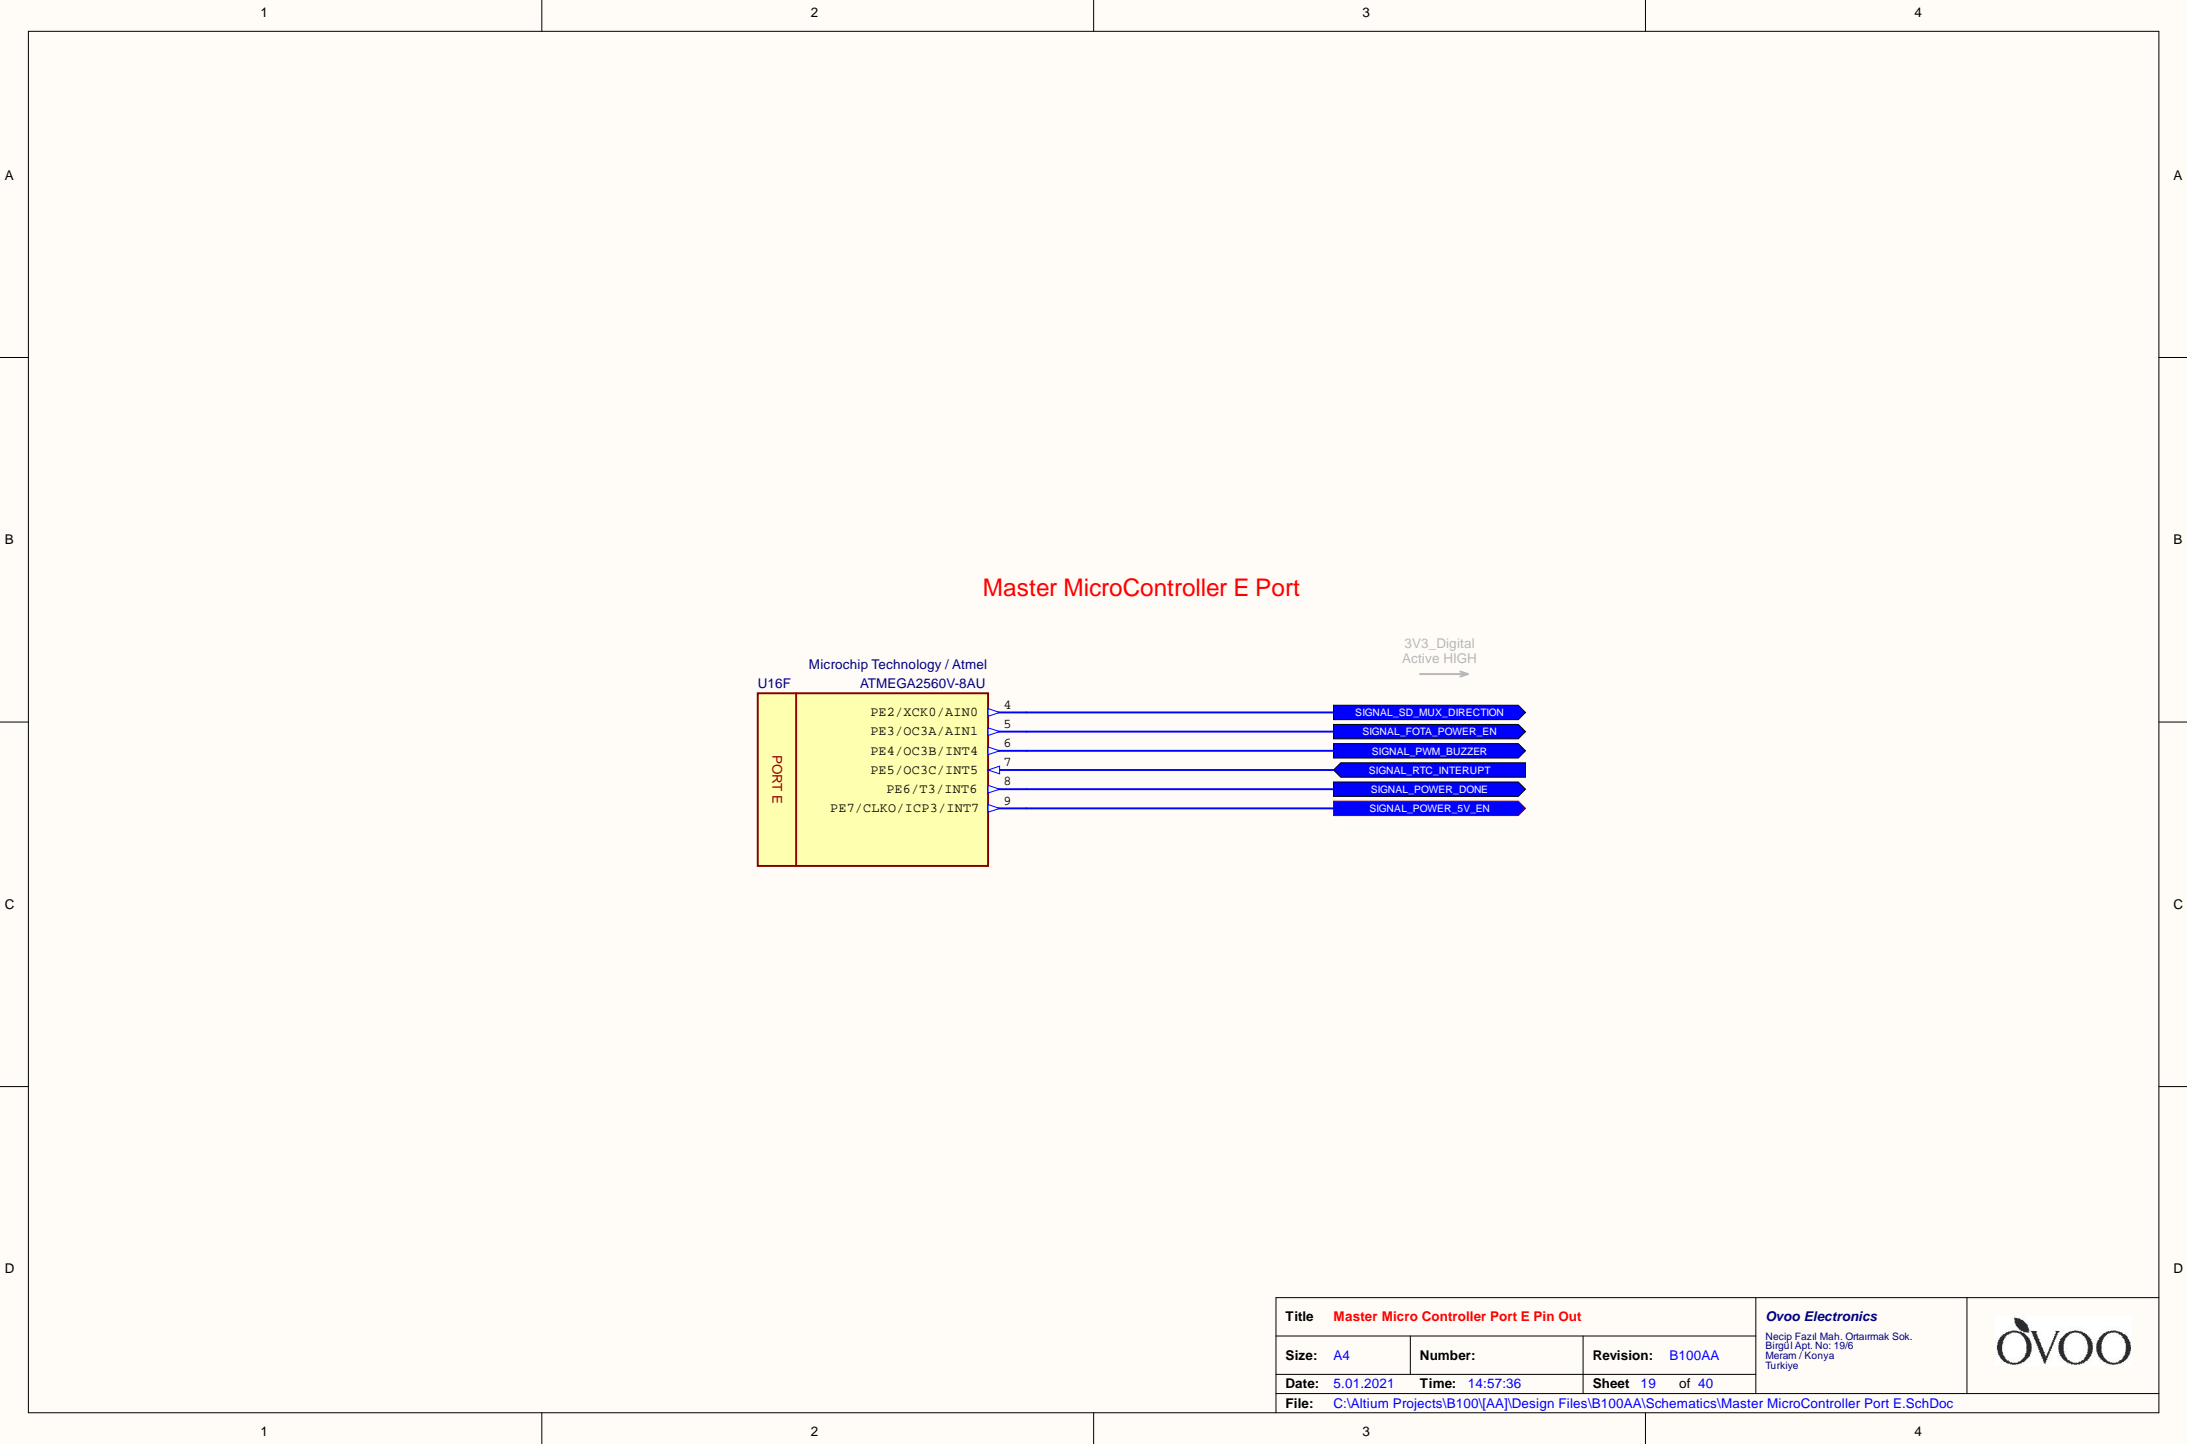 1 2 3 4
A A
B B
Master MicroController E Port
3V3_Digital
Active HIGH
Microchip Technology / Atmel
U16F ATMEGA2560V-8AU
PORT E
PE2/XCK0/AIN0 4 SIGNAL_SD_MUX_DIRECTION
PE3/OC3A/AIN1 5 SIGNAL_FOTA_POWER_EN
PE4/OC3B/INT4 6 SIGNAL_PWM_BUZZER
PE5/OC3C/INT5 7 SIGNAL_RTC_INTERUPT
PE6/T3/INT6 8 SIGNAL_POWER_DONE
PE7/CLKO/ICP3/INT7 9 SIGNAL_POWER_5V_EN
C C
D D
Title Master Micro Controller Port E Pin Out
Size: A4 Number: Revision: B100AA
Date: 5.01.2021 Time: 14:57:36 Sheet 19 of 40
File: C:\Altium Projects\B100\[AA]\Design Files\B100AA\Schematics\Master MicroController Port E.SchDoc
Ovoo Electronics
Necip Fazıl Mah. Ortaırmak Sok.
Birgül Apt. No: 19/6
Meram / Konya
Turkiye
OVOO
1 2 3 4